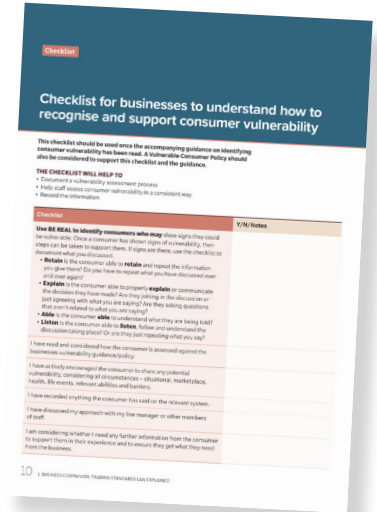 Checklist
Checklist for businesses to understand how to
recognise and support consumer vulnerability
This checklist should be used once the accompanying guidance on identifying
consumer vulnerability has been read. A Vulnerable Consumer Policy should
also be considered to support this checklist and the guidance.
THE CHECKLIST WILL HELP TO
• Document a vulnerability assessment process
• Help staff assess consumer vulnerability in a consistent way
• Record the information
Checklist Y/N/Notes
Use BE REAL to identify consumers who may show signs they could
be vulnerable. Once a consumer has shown signs of vulnerability, then
steps can be taken to support them. If signs are there, use the checklist to
document what you discussed.
• Retain Is the consumer able to retain and repeat the information
you give them? Do you have to repeat what you have discussed over
and over again?
• Explain Is the consumer able to properly explain or communicate
the decision they have made? Are they joining in the discussion or
just agreeing with what you are saying? Are they asking questions
that aren't related to what you are saying?
• Able Is the consumer able to understand what they are being told?
• Listen Is the consumer able to listen, follow and understand the
discussion taking place? Or are they just repeating what you say?
I have read and considered how the consumer is assessed against the
businesses vulnerability guidance/policy.
I have actively encouraged the consumer to share any potential
vulnerability, considering all circumstances – situational, marketplace,
health, life events, relevant abilities and barriers.
I have recorded anything the consumer has said on the relevant system.
I have discussed my approach with my line manager or other members
of staff.
I am considering whether I need any further information from the consumer
to support them in their experience and to ensure they get what they need
from the business.
10 | BUSINESS COMPANION: TRADING STANDARDS LAW EXPLAINED